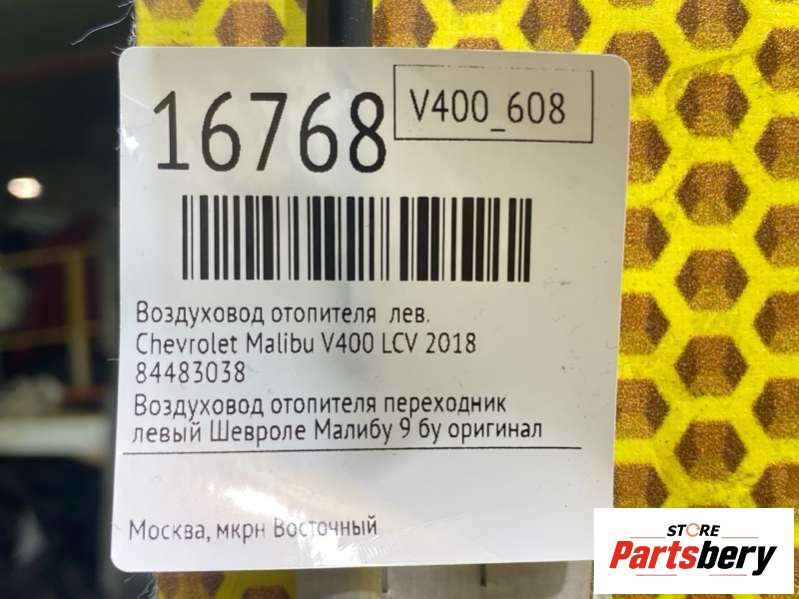 16768
V400_608
Воздуховод отопителя лев.
Chevrolet Malibu V400 LCV 2018
84483038
Воздуховод отопителя переходник
левый Шевроле Малибу 9 бу оригинал
Москва, мкрн Восточный
STORE
Partsbery